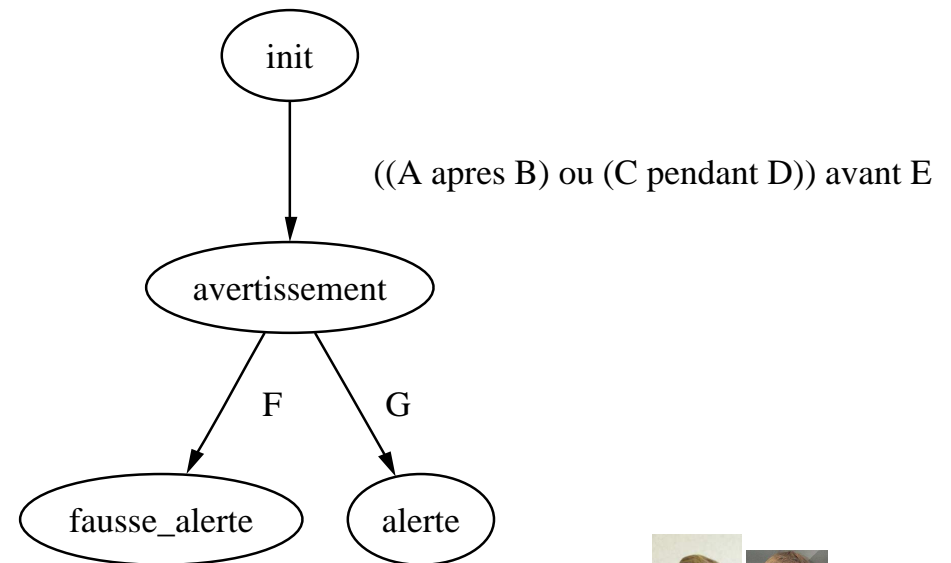 init
((A apres B) ou (C pendant D)) avant E
avertissement
F
G
fausse_alerte
alerte